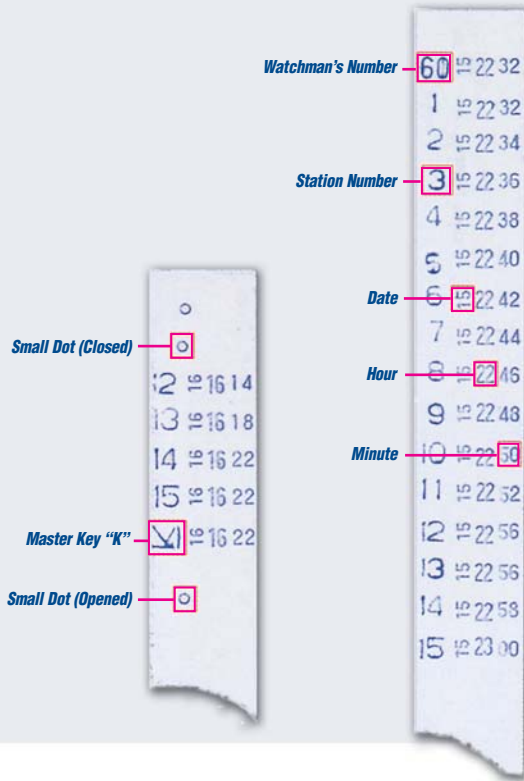 Small Dot (Closed)
12 16 16 14
13 16 16 18
14 16 16 22
15 16 16 22
Master Key “K”
K 16 16 22
Small Dot (Opened)
Watchman’s Number
60 15 22 32
1 15 22 32
2 15 22 34
Station Number
3 15 22 36
4 15 22 38
5 15 22 40
Date
6 15 22 42
7 15 22 44
Hour
8 15 22 46
9 15 22 48
Minute
10 15 22 50
11 15 22 52
12 15 22 56
13 15 22 56
14 15 22 58
15 15 23 00